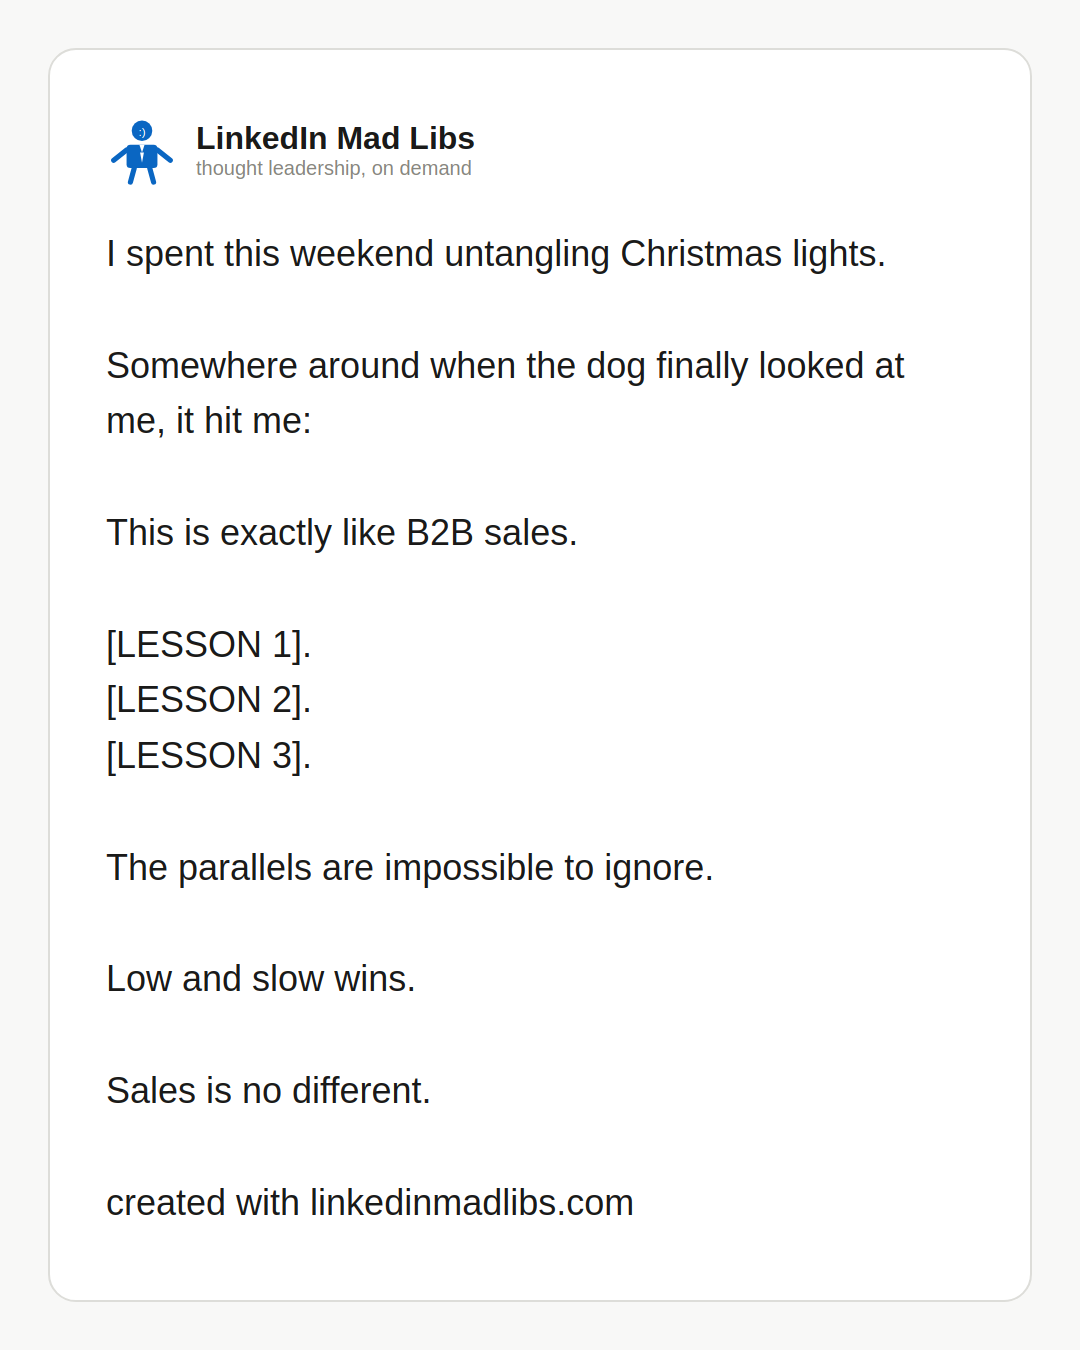 :)
LinkedIn Mad Libs
thought leadership, on demand
I spent this weekend untangling Christmas lights.
Somewhere around when the dog finally looked at
me, it hit me:
This is exactly like B2B sales.
[LESSON 1].
[LESSON 2].
[LESSON 3].
The parallels are impossible to ignore.
Low and slow wins.
Sales is no different.
created with linkedinmadlibs.com